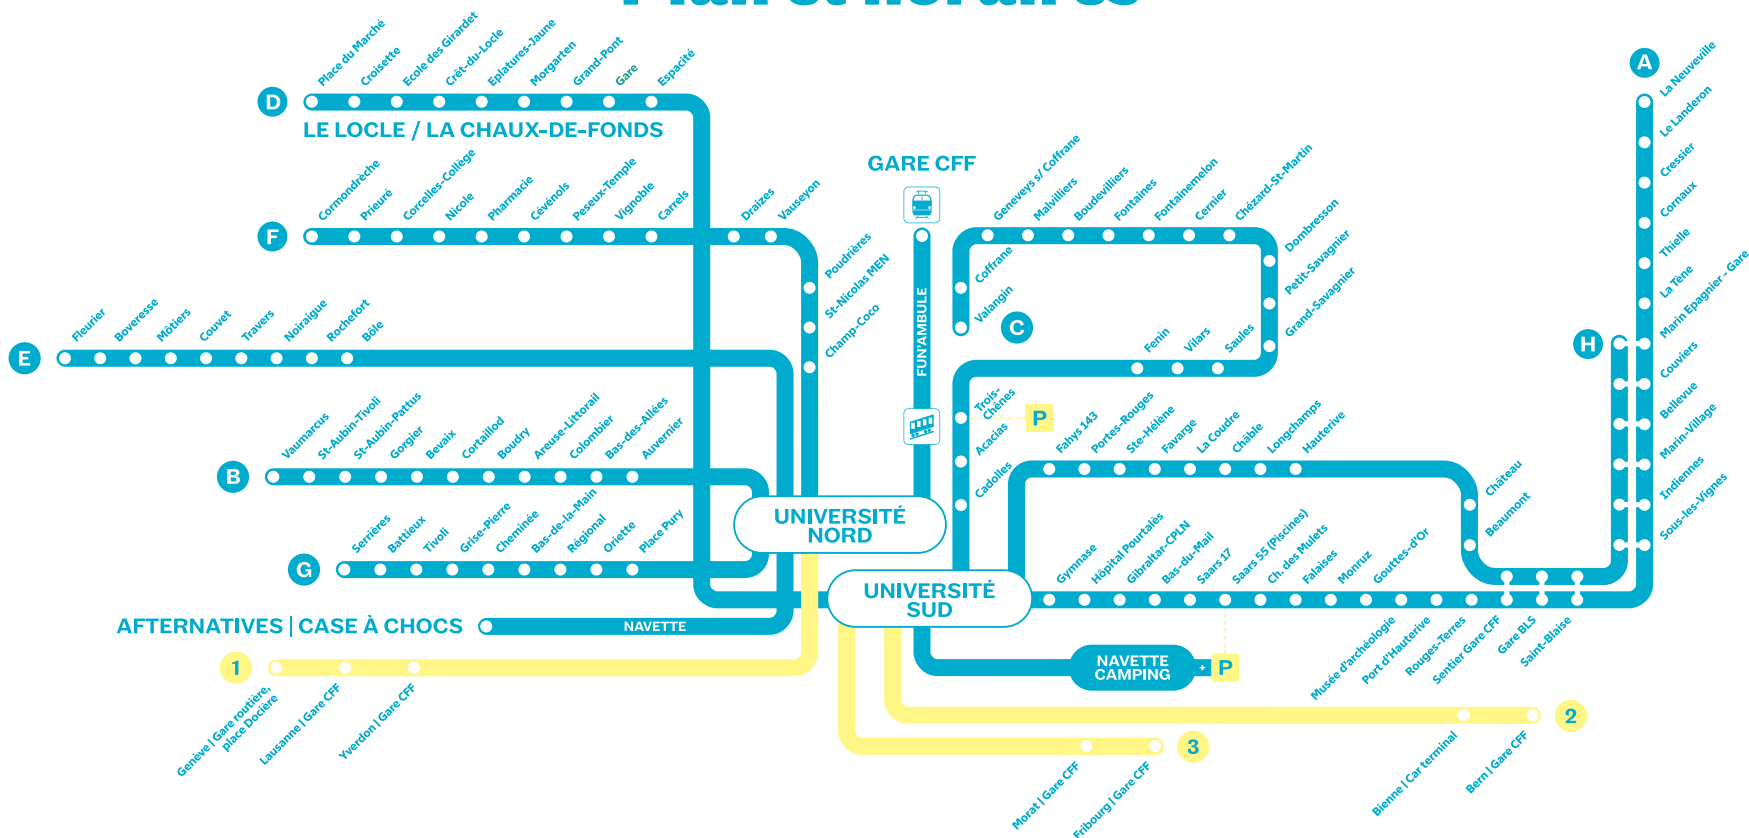 Plan et horaires
D
Place du Marché
Croisette
Ecole des Girardet
Crêt-du-Locle
Eplatures-Jaune
Morgarten
Grand-Pont
Gare
Espacité
LE LOCLE / LA CHAUX-DE-FONDS
F
Cormondrèche
Prieuré
Corcelles-Collège
Nicole
Pharmacie
Cévénols
Peseux-Temple
Vignoble
Carrels
Draizes
Vauseyon
Poudrières
St-Nicolas MEN
Champ-Coco
E
Fleurier
Boveresse
Môtiers
Couvet
Travers
Noiraigue
Rochefort
Bôle
B
Vaumarcus
St-Aubin-Tivoli
St-Aubin-Pattus
Gorgier
Bevaix
Cortaillod
Boudry
Areuse-Littorail
Colombier
Bas-des-Allées
Auvernier
G
Serrières
Battieux
Tivoli
Grise-Pierre
Cheminée
Bas-de-la-Main
Régional
Oriette
Place Pury
AFTERNATIVES | CASE À CHOCS
NAVETTE
1
Genève | Gare routière,
place Docière
Lausanne | Gare CFF
Yverdon | Gare CFF
GARE CFF
FUN'AMBULE
UNIVERSITÉ
NORD
UNIVERSITÉ
SUD
C
Valangin
Coffrane
Geneveys s/ Coffrane
Malvilliers
Boudevilliers
Fontaines
Fontainemelon
Cernier
Chézard-St-Martin
Dombresson
Petit-Savagnier
Grand-Savagnier
Saules
Vilars
Fenin
Trois-
Chênes
P
Acacias
Cadolles
A
La Neuveville
Le Landeron
Cressier
Cornaux
Thielle
La Tène
Marin Epagnier - Gare
H
Couviers
Bellevue
Marin-Village
Indiennes
Sous-les-Vignes
Fahys 143
Portes-Rouges
Ste-Hélène
Favarge
La Coudre
Châble
Longchamps
Hauterive
Château
Beaumont
Gymnase
Hôpital Pourtalès
Gibraltar-CPLN
Bas-du-Mail
Saars 17
Saars 55 (Piscines)
Ch. des Mulets
Falaises
Monruz
Gouttes-d'Or
Musée d'archéologie
Port d'Hauterive
Rouges-Terres
Sentier Gare CFF
Gare BLS
Saint-Blaise
NAVETTE
CAMPING
+
P
2
Bienne | Car terminal
Bern | Gare CFF
3
Morat | Gare CFF
Fribourg | Gare CFF